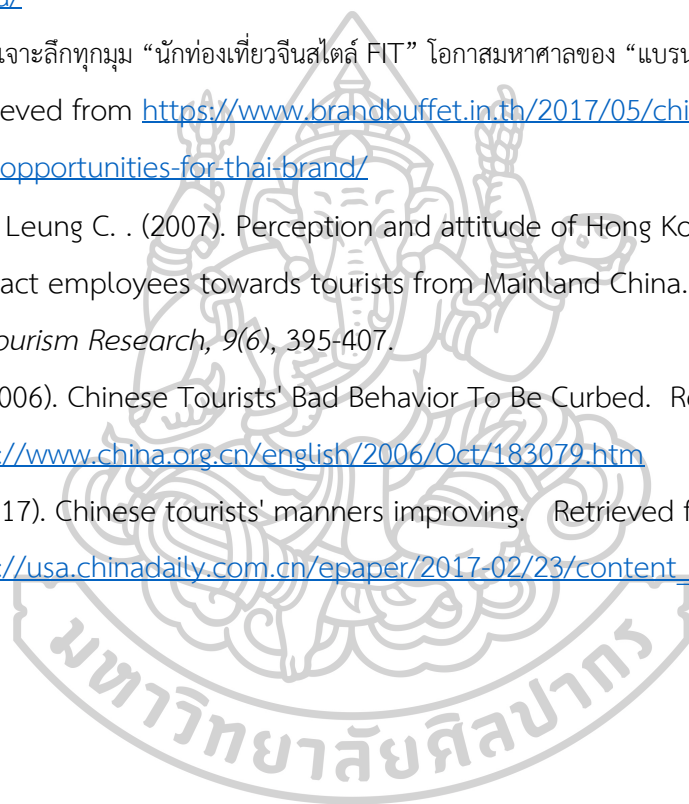 เจาะลึกทุกมุม “นักท่องเที่ยวจีนสไตล์ FIT” โอกาสมหาศาลของ “แบรน
eved from https://www.brandbuffet.in.th/2017/05/chi
opportunities-for-thai-brand/
Leung C. . (2007). Perception and attitude of Hong Ko
act employees towards tourists from Mainland China.
ourism Research, 9(6), 395-407.
006). Chinese Tourists' Bad Behavior To Be Curbed. Re
://www.china.org.cn/english/2006/Oct/183079.htm
17). Chinese tourists' manners improving. Retrieved f
://usa.chinadaily.com.cn/epaper/2017-02/23/content_
มหาวิทยาลัยศิลปากร